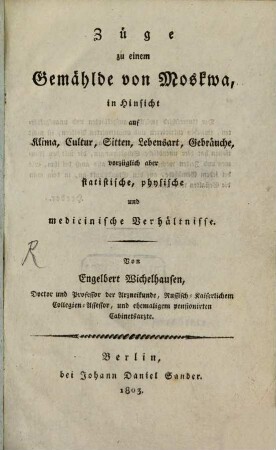 Züge
zu einem
Gemählde von Moskwa,
in Hinsicht
auf
Klima, Cultur, Sitten, Lebensart, Gebräuche,
vorzüglich aber
statistische, physische
und
medicinische Verhältnisse.
R
Von
Engelbert Wichelhausen,
Doctor und Professor der Arzneikunde, Russisch-Kaiserlichem
Collegien-Assessor, und ehemaligem pensionirten
Cabinetsarzte.
Berlin,
bei Johann Daniel Sander.
1803.